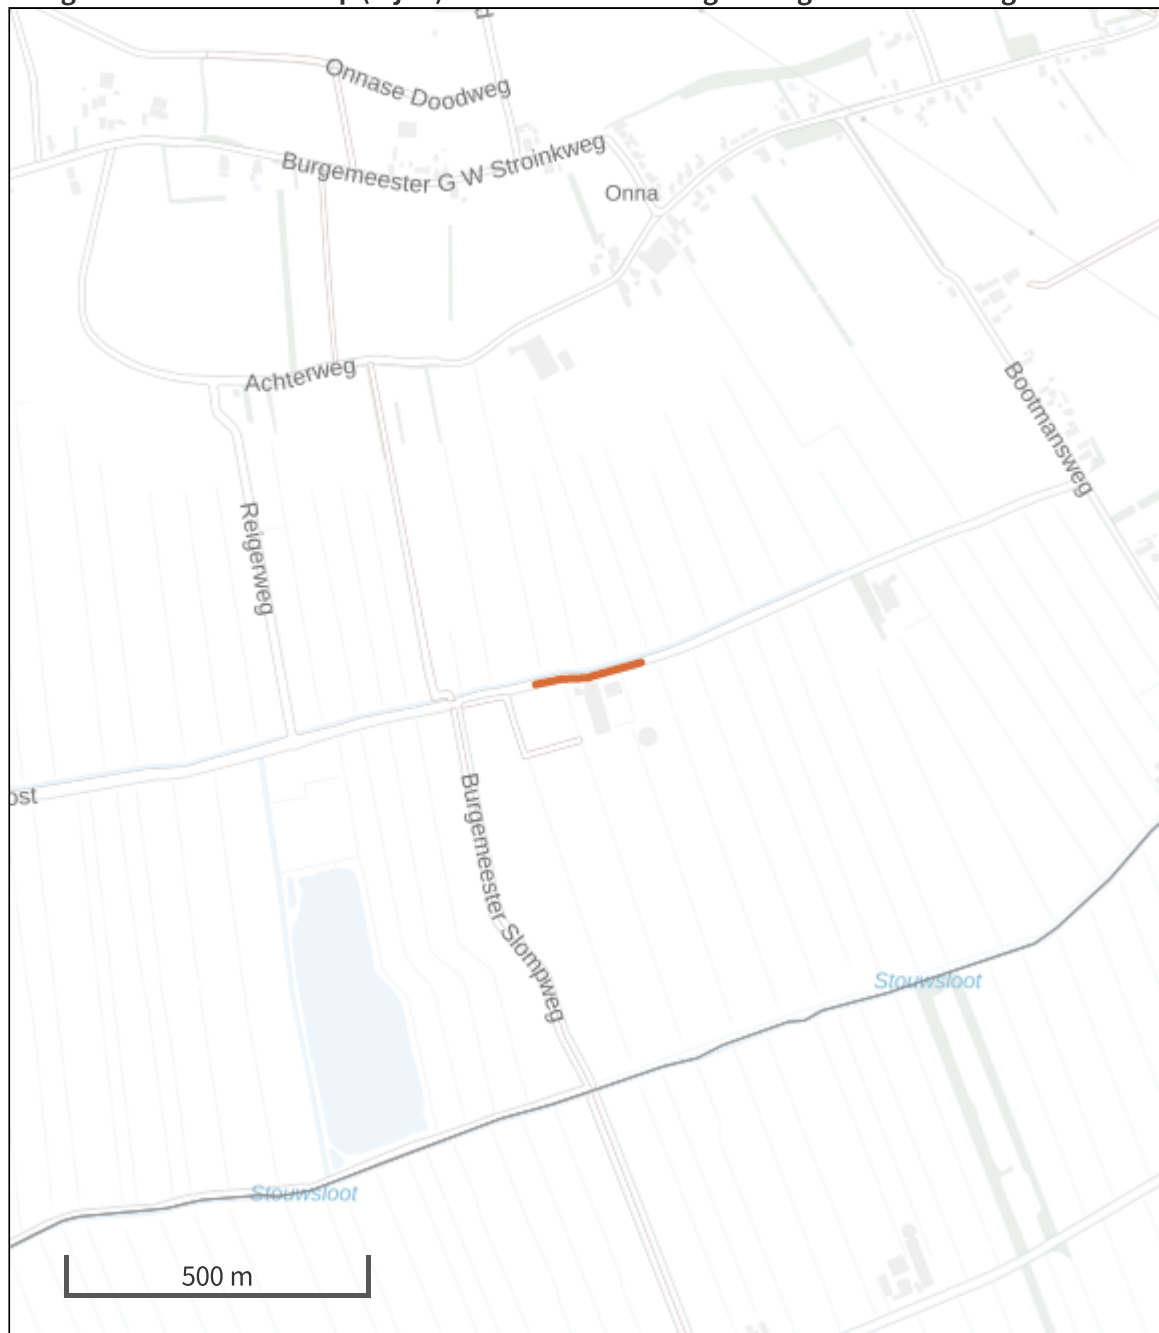 Onnase Doodweg
Burgemeester G W Stroinkweg
Onna
Achterweg
Bootmansweg
Reigerweg
ost
Burgemeester Slompweg
Stouwsloot
Stouwsloot
500 m